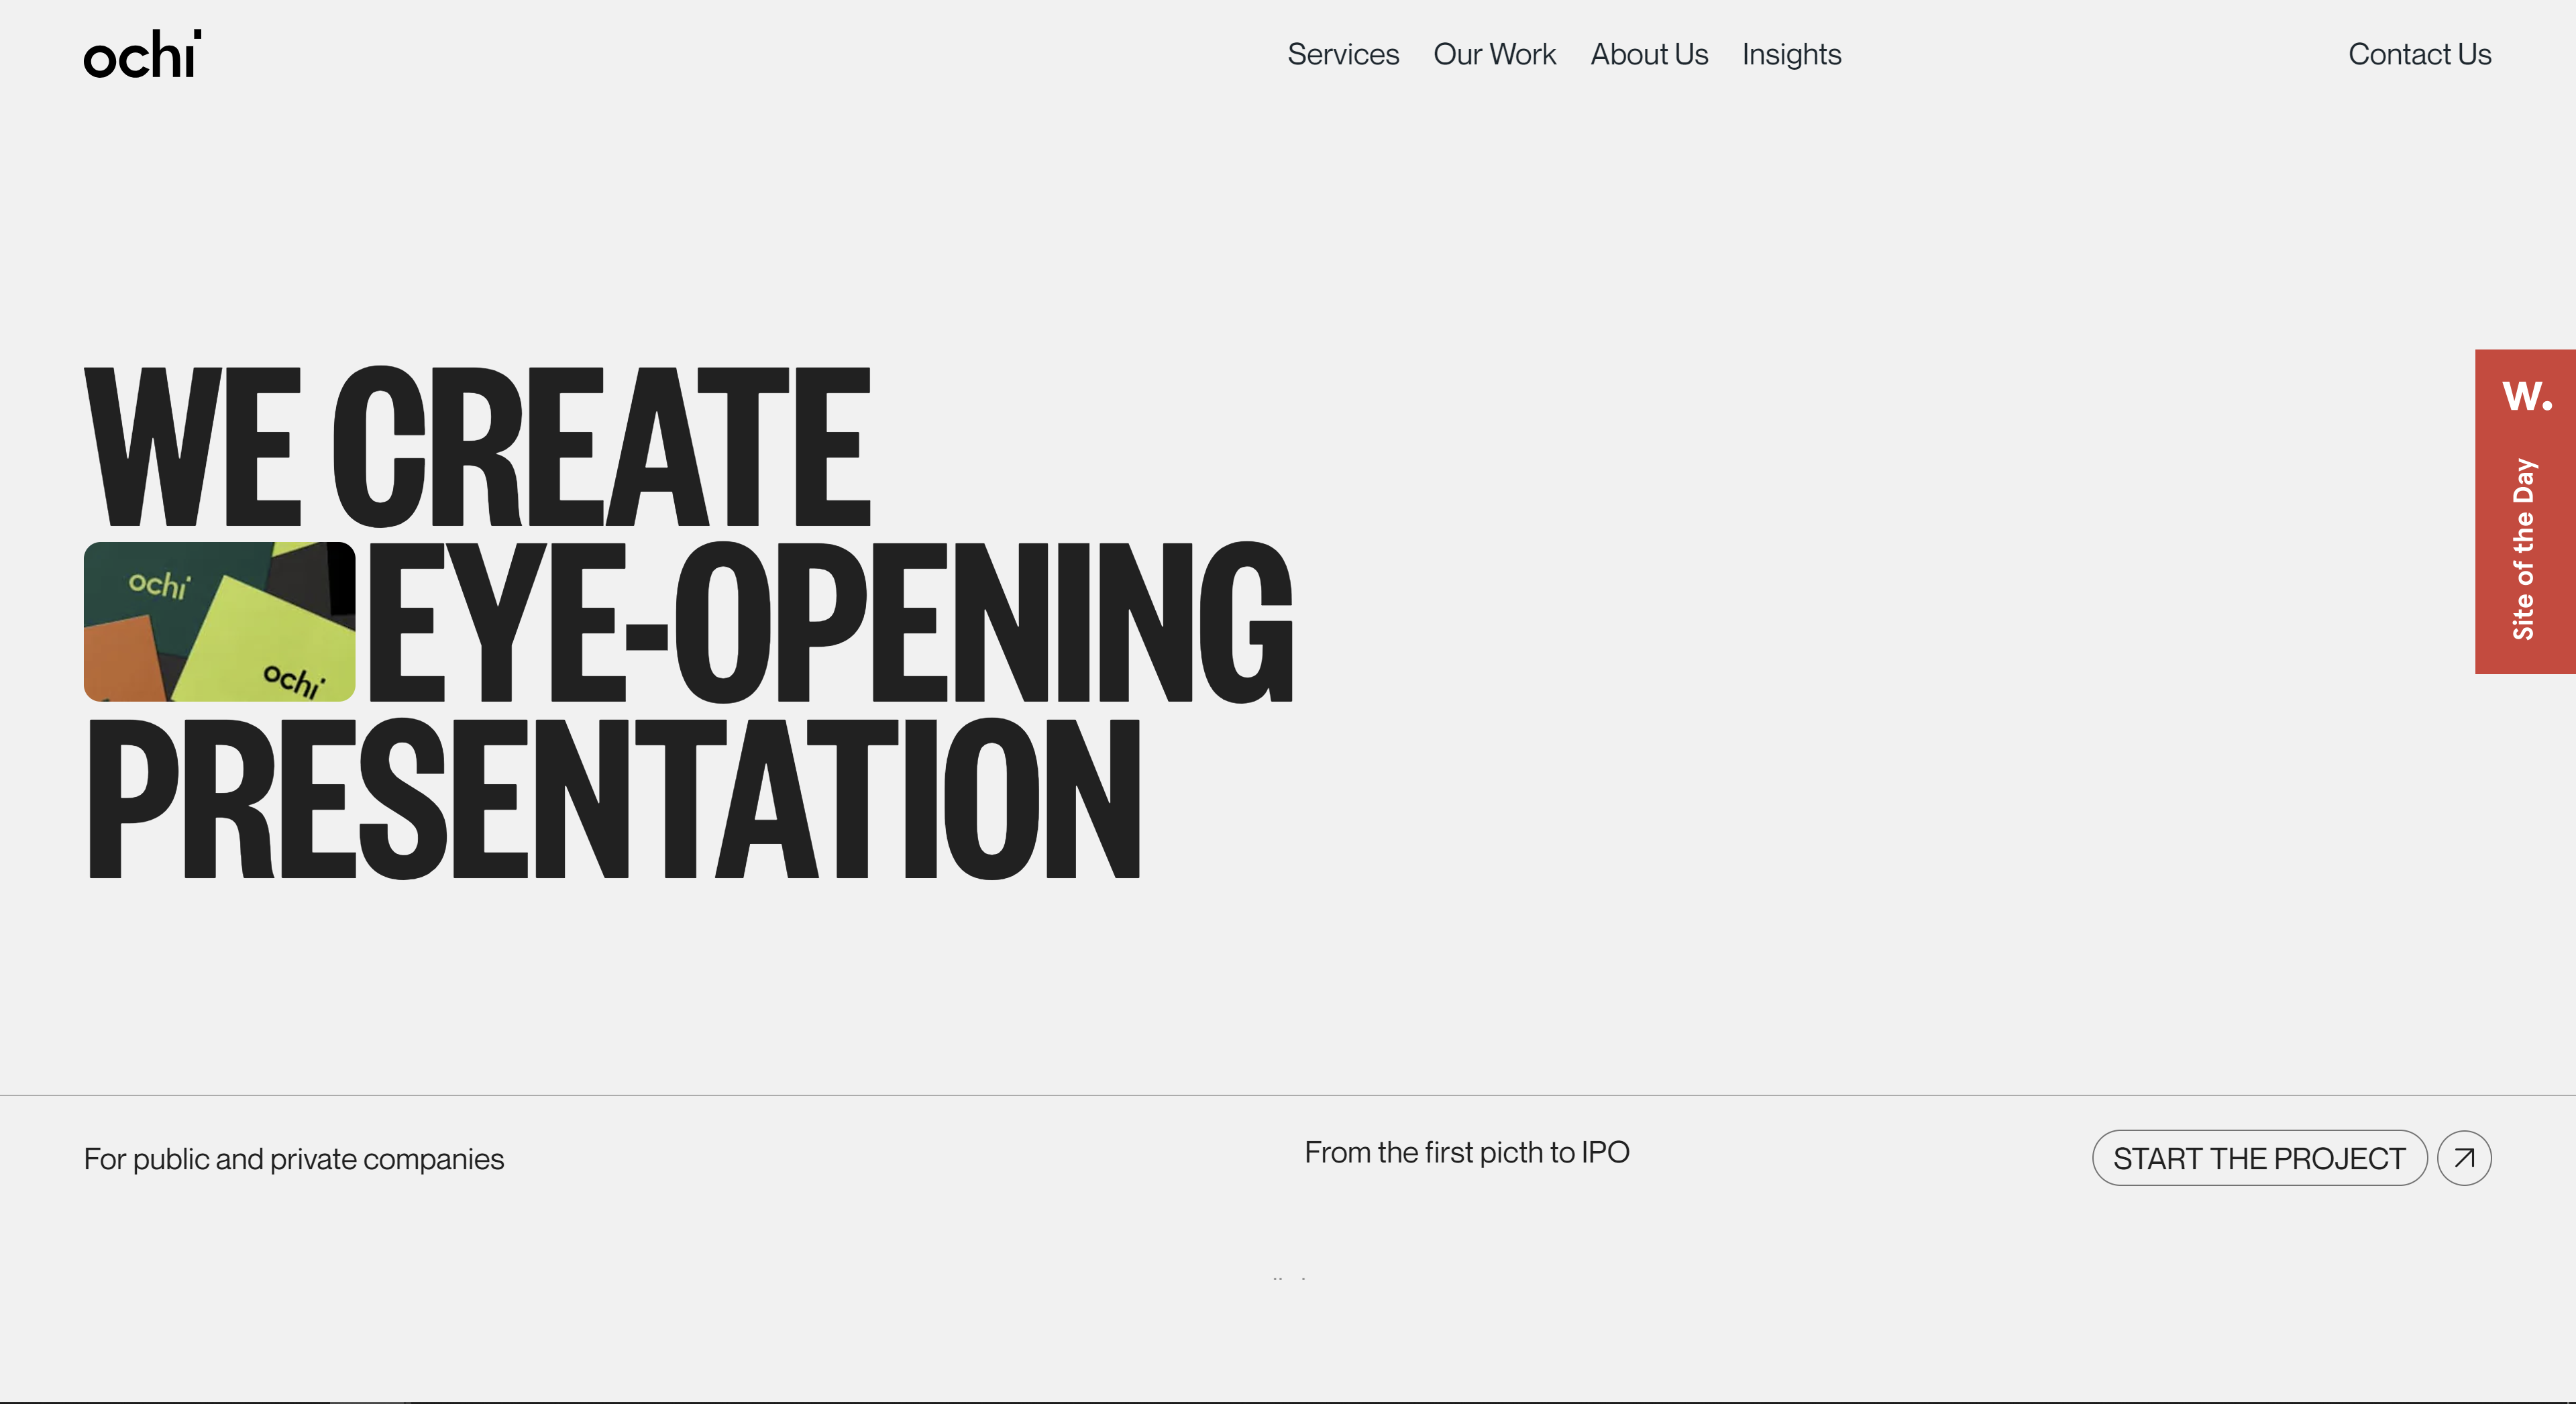 ochi
Services Our Work About Us Insights Contact Us
WE CREATE
ochi
ochi
EYE-OPENING
PRESENTATION
W.
Site of the Day
For public and private companies
From the first picth to IPO
START THE PROJECT